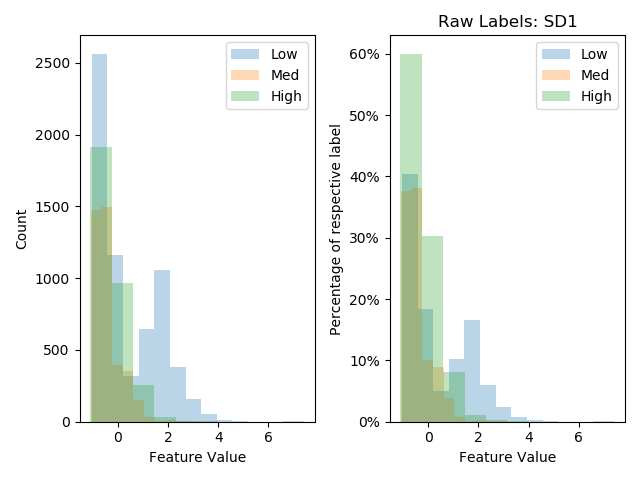 Raw Labels: SD1
Low
Med
High
2500
2000
1500
1000
500
0
Count
0 2 4 6
Feature Value
Low
Med
High
60%
50%
40%
30%
20%
10%
0%
Percentage of respective label
0 2 4 6
Feature Value